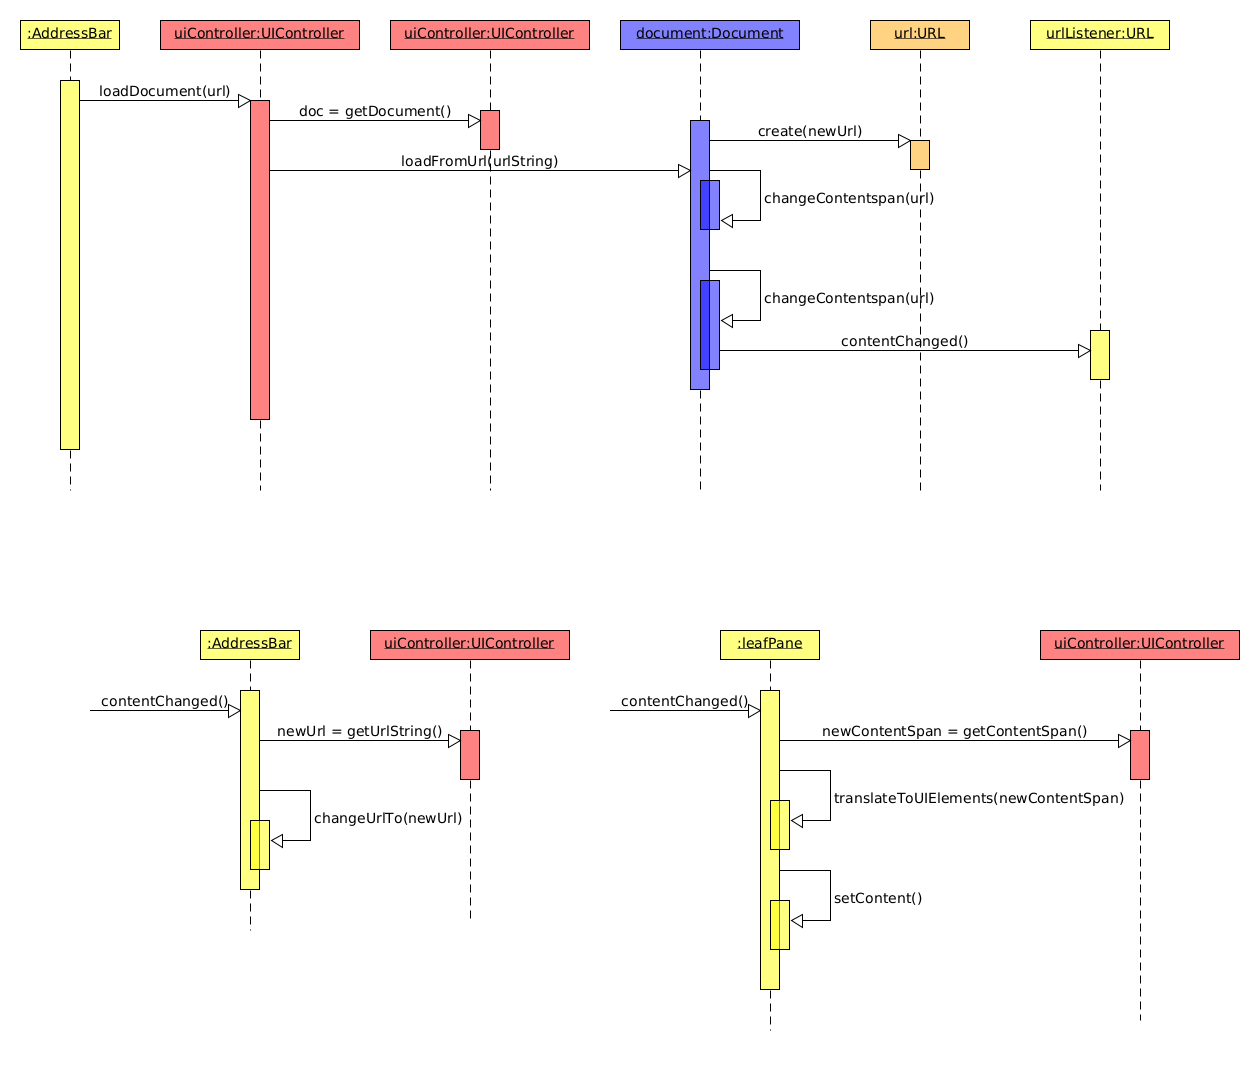 :AddressBar
uiController:UIController
uiController:UIController
document:Document
url:URL
urlListener:URL
loadDocument(url)
doc = getDocument()
create(newUrl)
loadFromUrl(urlString)
changeContentspan(url)
changeContentspan(url)
contentChanged()
:AddressBar
uiController:UIController
:leafPane
uiController:UIController
contentChanged()
newUrl = getUrlString()
changeUrlTo(newUrl)
contentChanged()
newContentSpan = getContentSpan()
translateToUIElements(newContentSpan)
setContent()